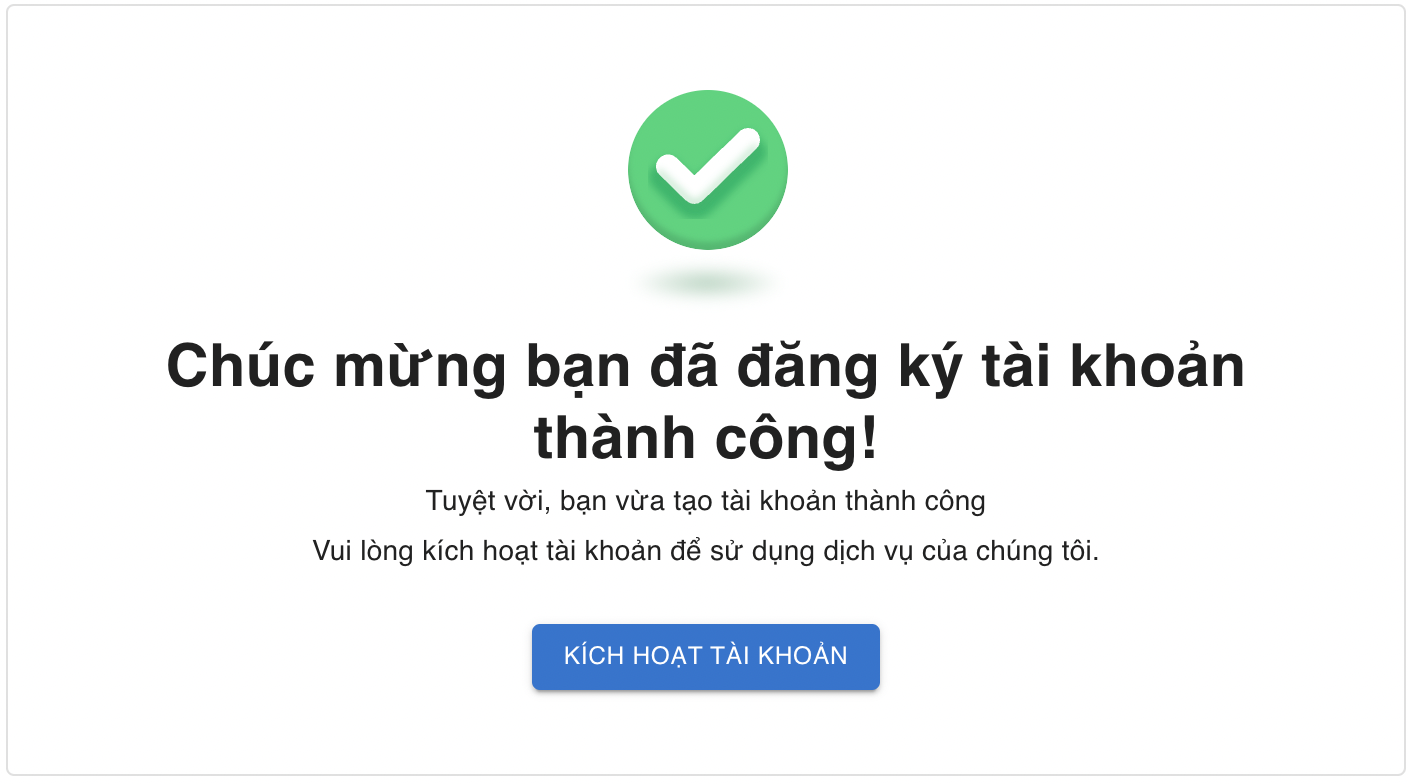 Chúc mừng bạn đã đăng ký tài khoản
thành công!
Tuyệt vời, bạn vừa tạo tài khoản thành công
Vui lòng kích hoạt tài khoản để sử dụng dịch vụ của chúng tôi.
KÍCH HOẠT TÀI KHOẢN